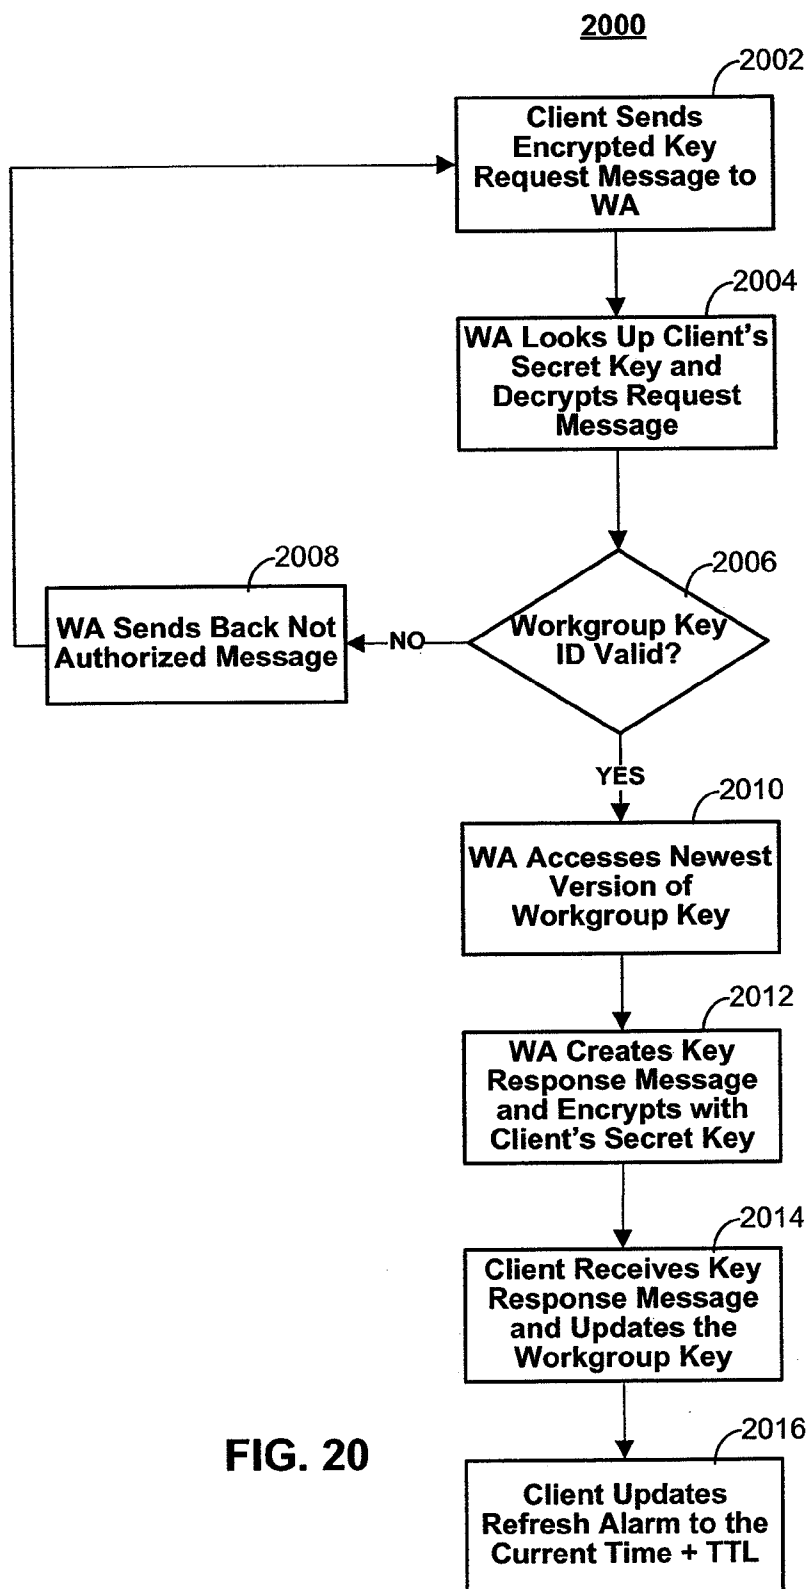 2000
2002
Client Sends
Encrypted Key
Request Message to
WA
2004
WA Looks Up Client's
Secret Key and
Decrypts Request
Message
2006
Workgroup Key
ID Valid?
NO
2008
WA Sends Back Not
Authorized Message
YES
2010
WA Accesses Newest
Version of
Workgroup Key
2012
WA Creates Key
Response Message
and Encrypts with
Client's Secret Key
2014
Client Receives Key
Response Message
and Updates the
Workgroup Key
2016
Client Updates
Refresh Alarm to the
Current Time + TTL
FIG. 20